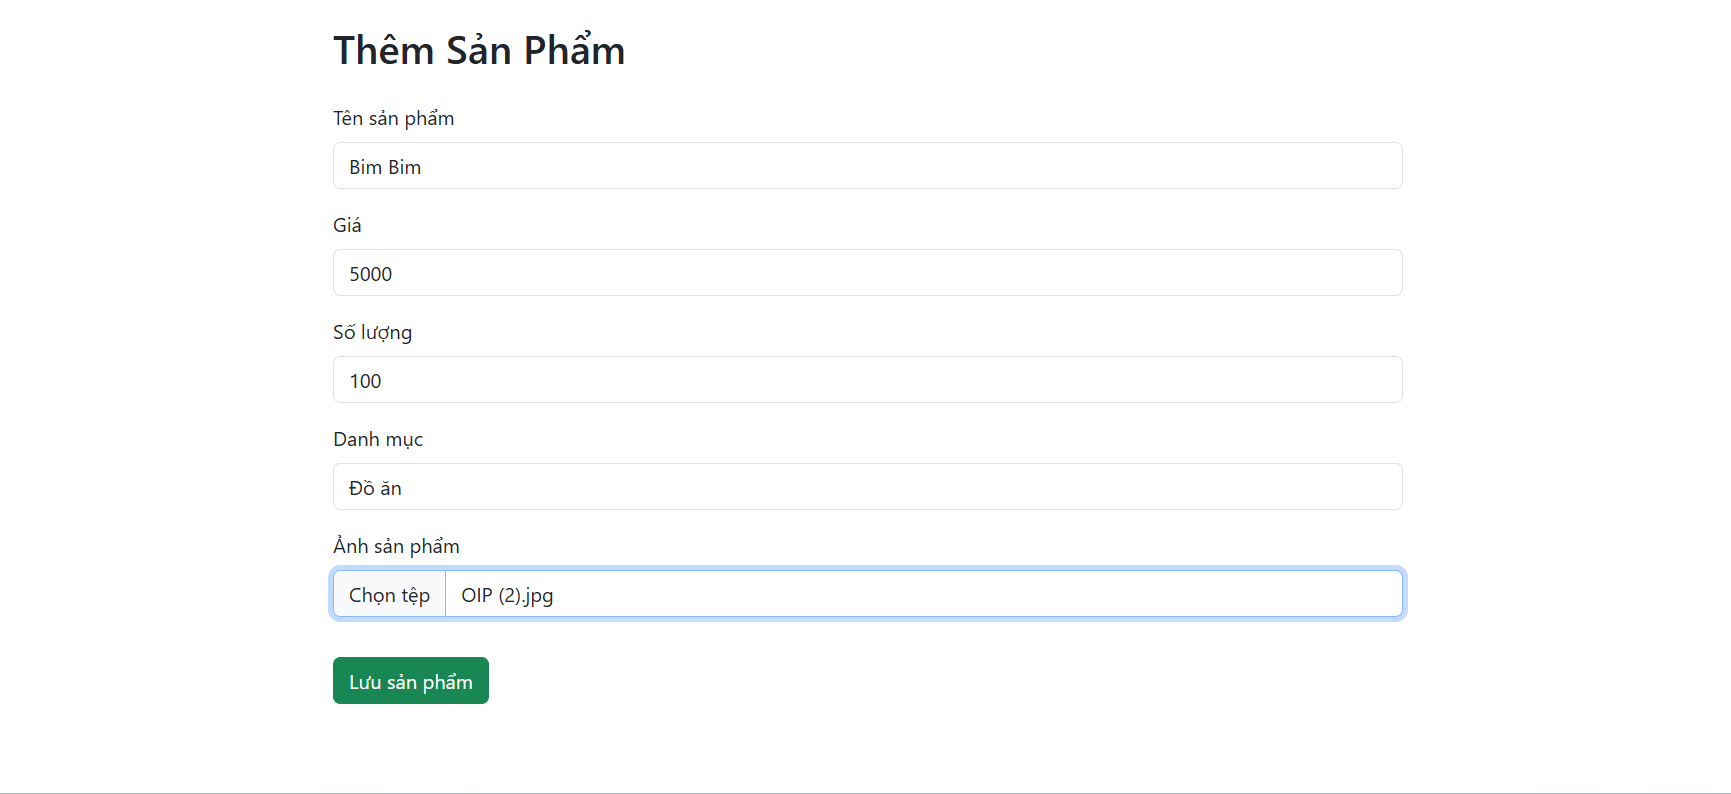 Thêm Sản Phẩm
Tên sản phẩm
Bim Bim
Giá
5000
Số lượng
100
Danh mục
Đồ ăn
Ảnh sản phẩm
Chọn tệp OIP (2).jpg
Lưu sản phẩm